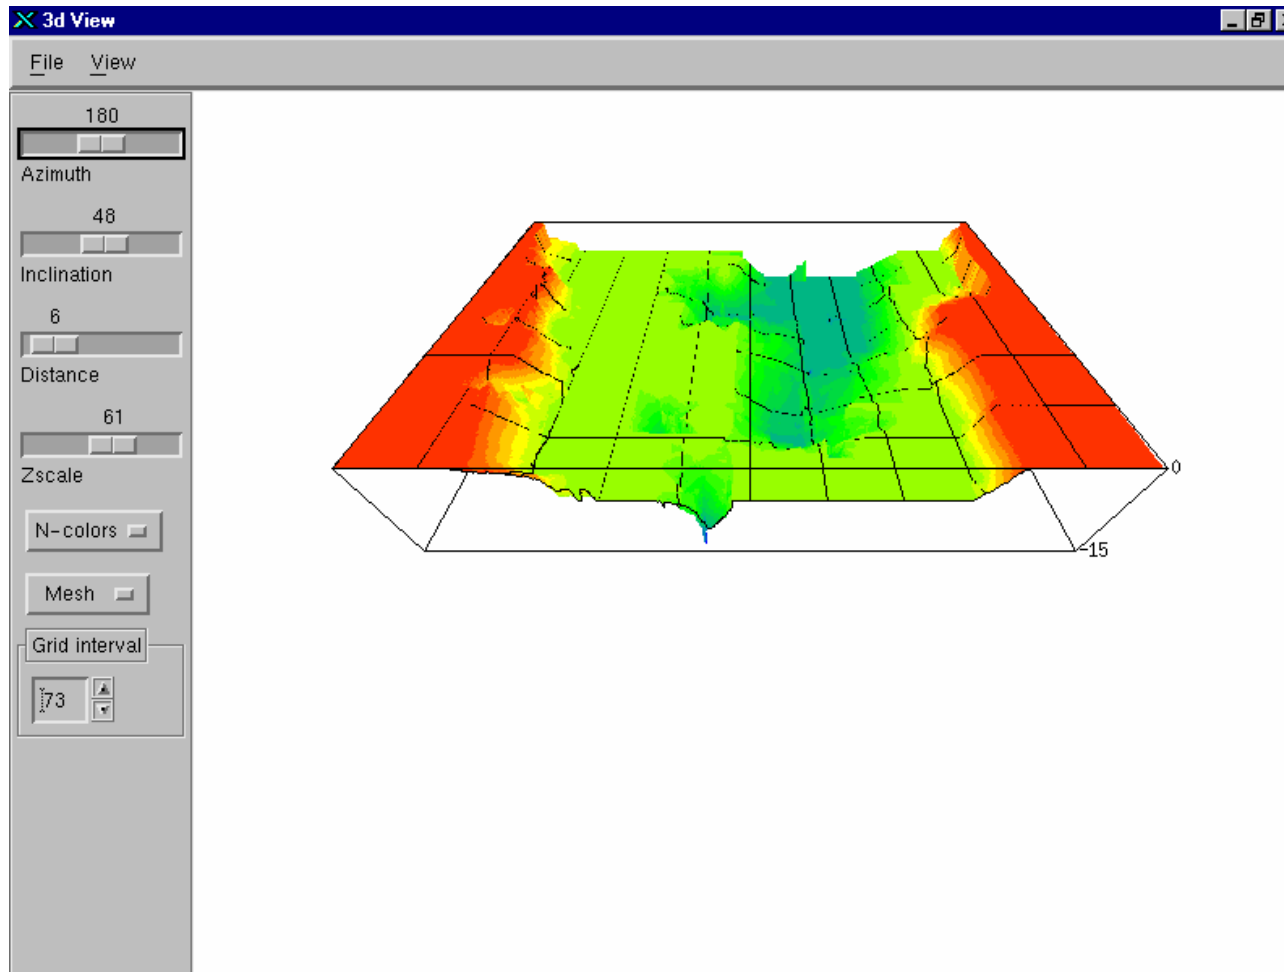 3d View
File View
180
Azimuth
48
Inclination
6
Distance
61
Zscale
N-colors
Mesh
Grid interval
73
0
-15